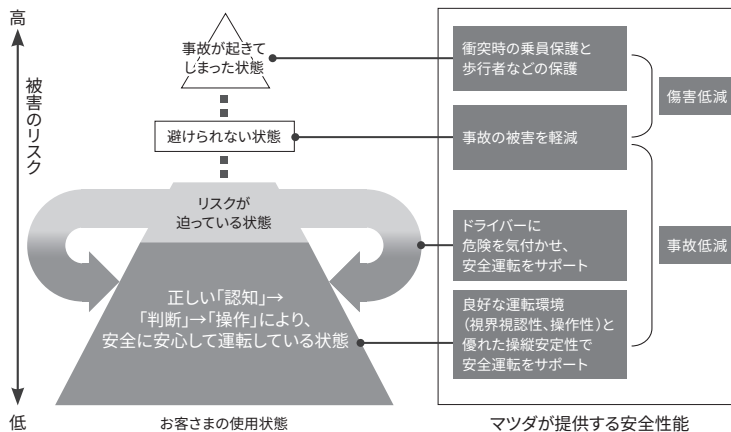 高
被害のリスク
低
事故が起きて
しまった状態
避けられない状態
リスクが
迫っている状態
正しい「認知」→
「判断」→「操作」により、
安全に安心して運転している状態
お客さまの使用状態
衝突時の乗員保護と
歩行者などの保護
事故の被害を軽減
ドライバーに
危険を気付かせ、
安全運転をサポート
良好な運転環境
(視界視認性、操作性)と
優れた操縦安定性で
安全運転をサポート
傷害低減
事故低減
マツダが提供する安全性能